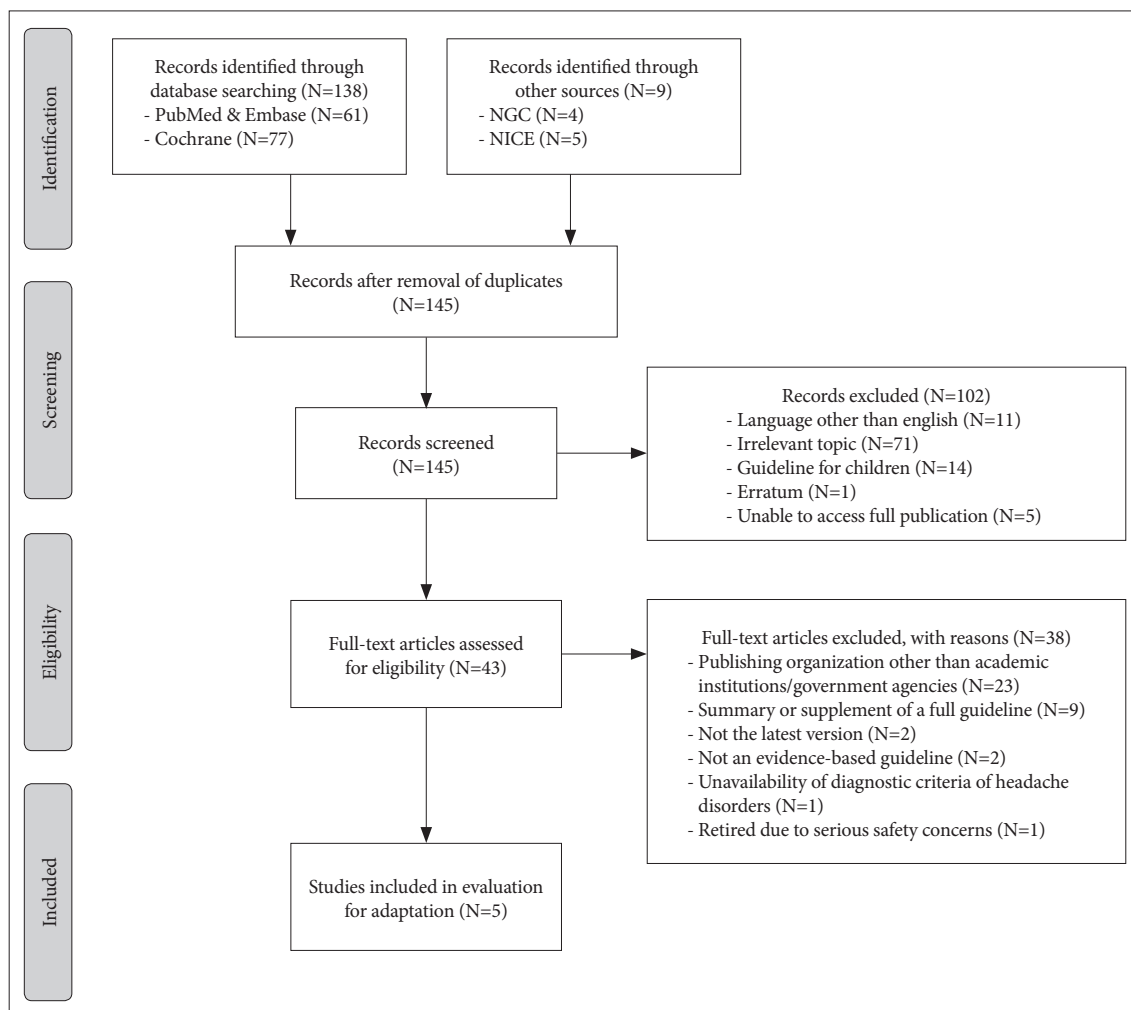 Identification
Records identified through
database searching (N=138)
- PubMed & Embase (N=61)
- Cochrane (N=77)
Records identified through
other sources (N=9)
- NGC (N=4)
- NICE (N=5)
Records after removal of duplicates
(N=145)
Screening
Records screened
(N=145)
Records excluded (N=102)
- Language other than english (N=11)
- Irrelevant topic (N=71)
- Guideline for children (N=14)
- Erratum (N=1)
- Unable to access full publication (N=5)
Eligibility
Full-text articles assessed
for eligibility (N=43)
Full-text articles excluded, with reasons (N=38)
- Publishing organization other than academic
institutions/government agencies (N=23)
- Summary or supplement of a full guideline (N=9)
- Not the latest version (N=2)
- Not an evidence-based guideline (N=2)
- Unavailability of diagnostic criteria of headache
disorders (N=1)
- Retired due to serious safety concerns (N=1)
Included
Studies included in evaluation
for adaptation (N=5)